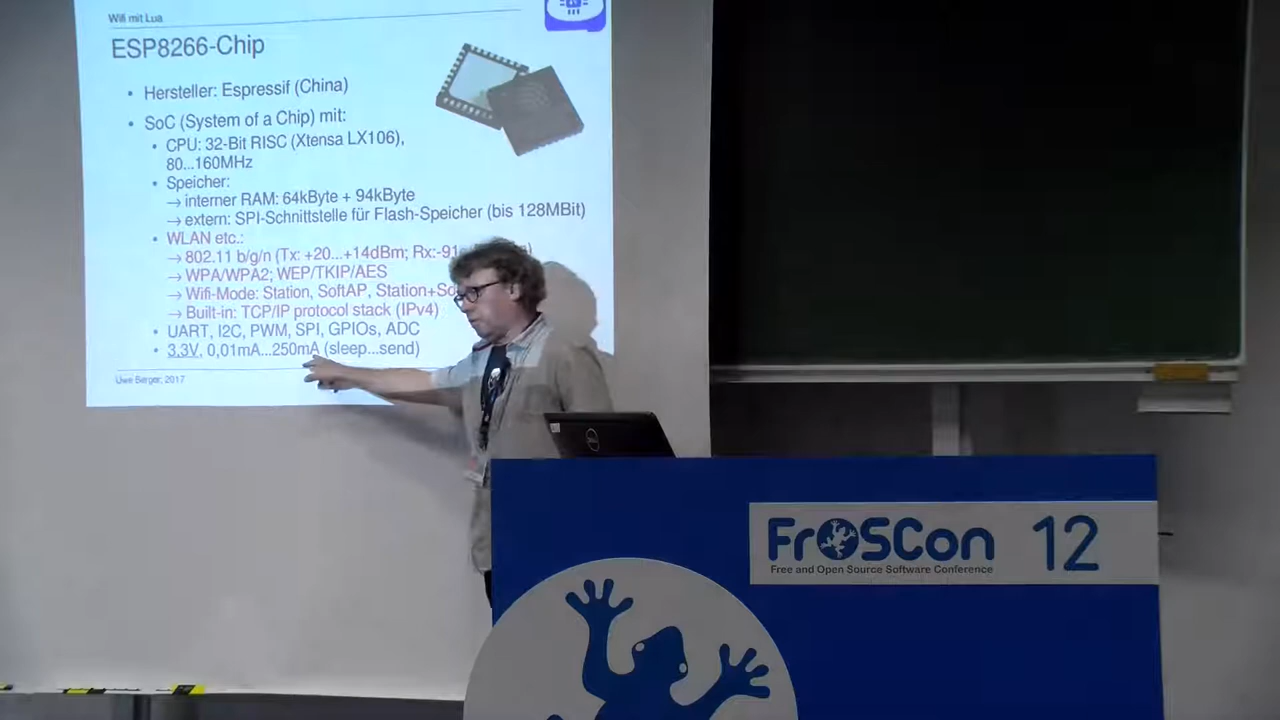 Wifi mit Lua
ESP8266-Chip
• Hersteller: Espressif (China)
• SoC (System of a Chip) mit:
• CPU: 32-Bit RISC (Xtensa LX106),
80...160MHz
• Speicher:
→ interner RAM: 64kByte + 94kByte
→ extern: SPI-Schnittstelle für Flash-Speicher (bis 128MBit)
• WLAN etc.:
→ 802.11 b/g/n (Tx: +20...+14dBm; Rx:-91
→ WPA/WPA2; WEP/TKIP/AES
→ Wifi-Mode: Station, SoftAP, Station+So
→ Built-in: TCP/IP protocol stack (IPv4)
• UART, I2C, PWM, SPI, GPIOs, ADC
• 3.3V, 0,01mA...250mA (sleep...send)
Uwe Berger, 2017
DELL
FrOSCon 12
Free and Open Source Software Conference